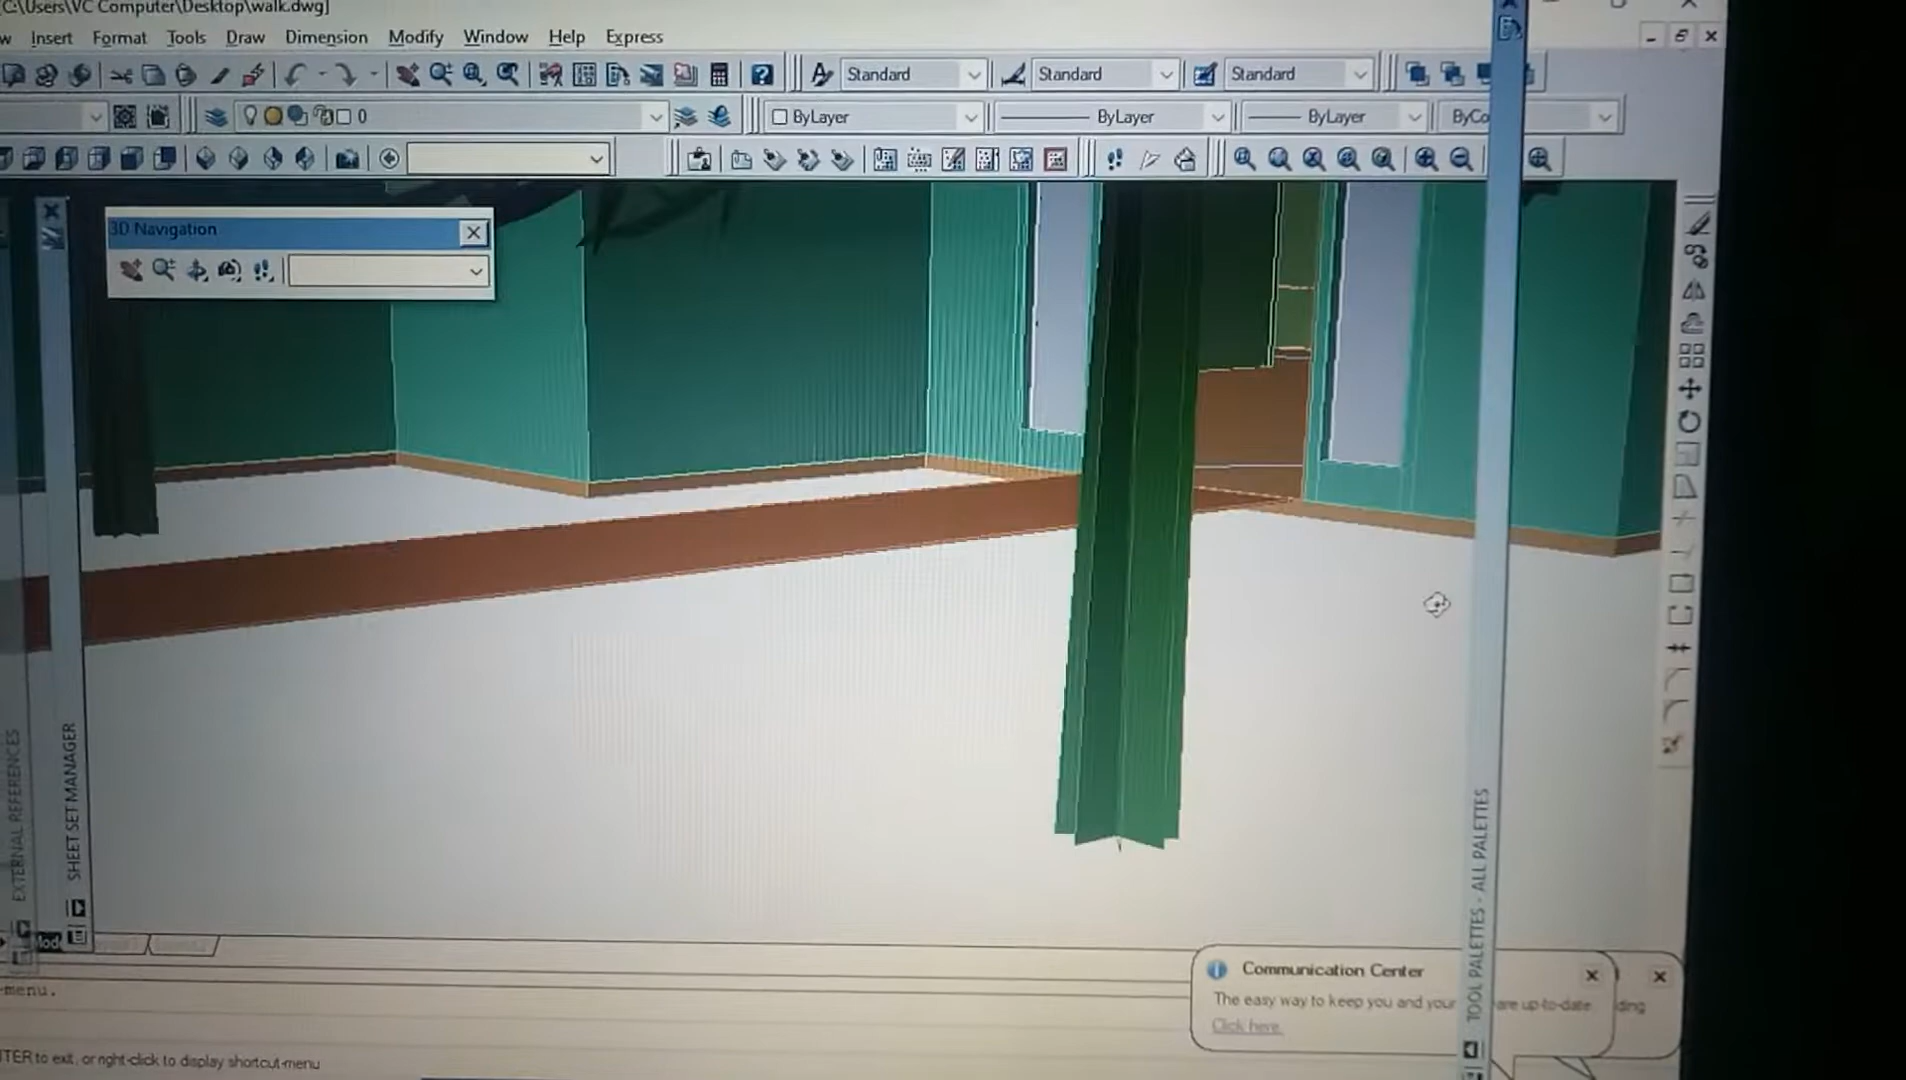 [C:\Users\VC Computer\Desktop\walk.dwg]
w Insert Format Tools Draw Dimension Modify Window Help Express
Standard Standard Standard
0 ByLayer ByLayer ByLayer ByCo
3D Navigation
EXTERNAL REFERENCES
SHEET SET MANAGER
TOOL PALETTES - ALL PALETTES
Mod
Communication Center
The easy way to keep you and your are up-to-date ding
Click here.
-menu.
TER to exit, or right-click to display shortcut-menu